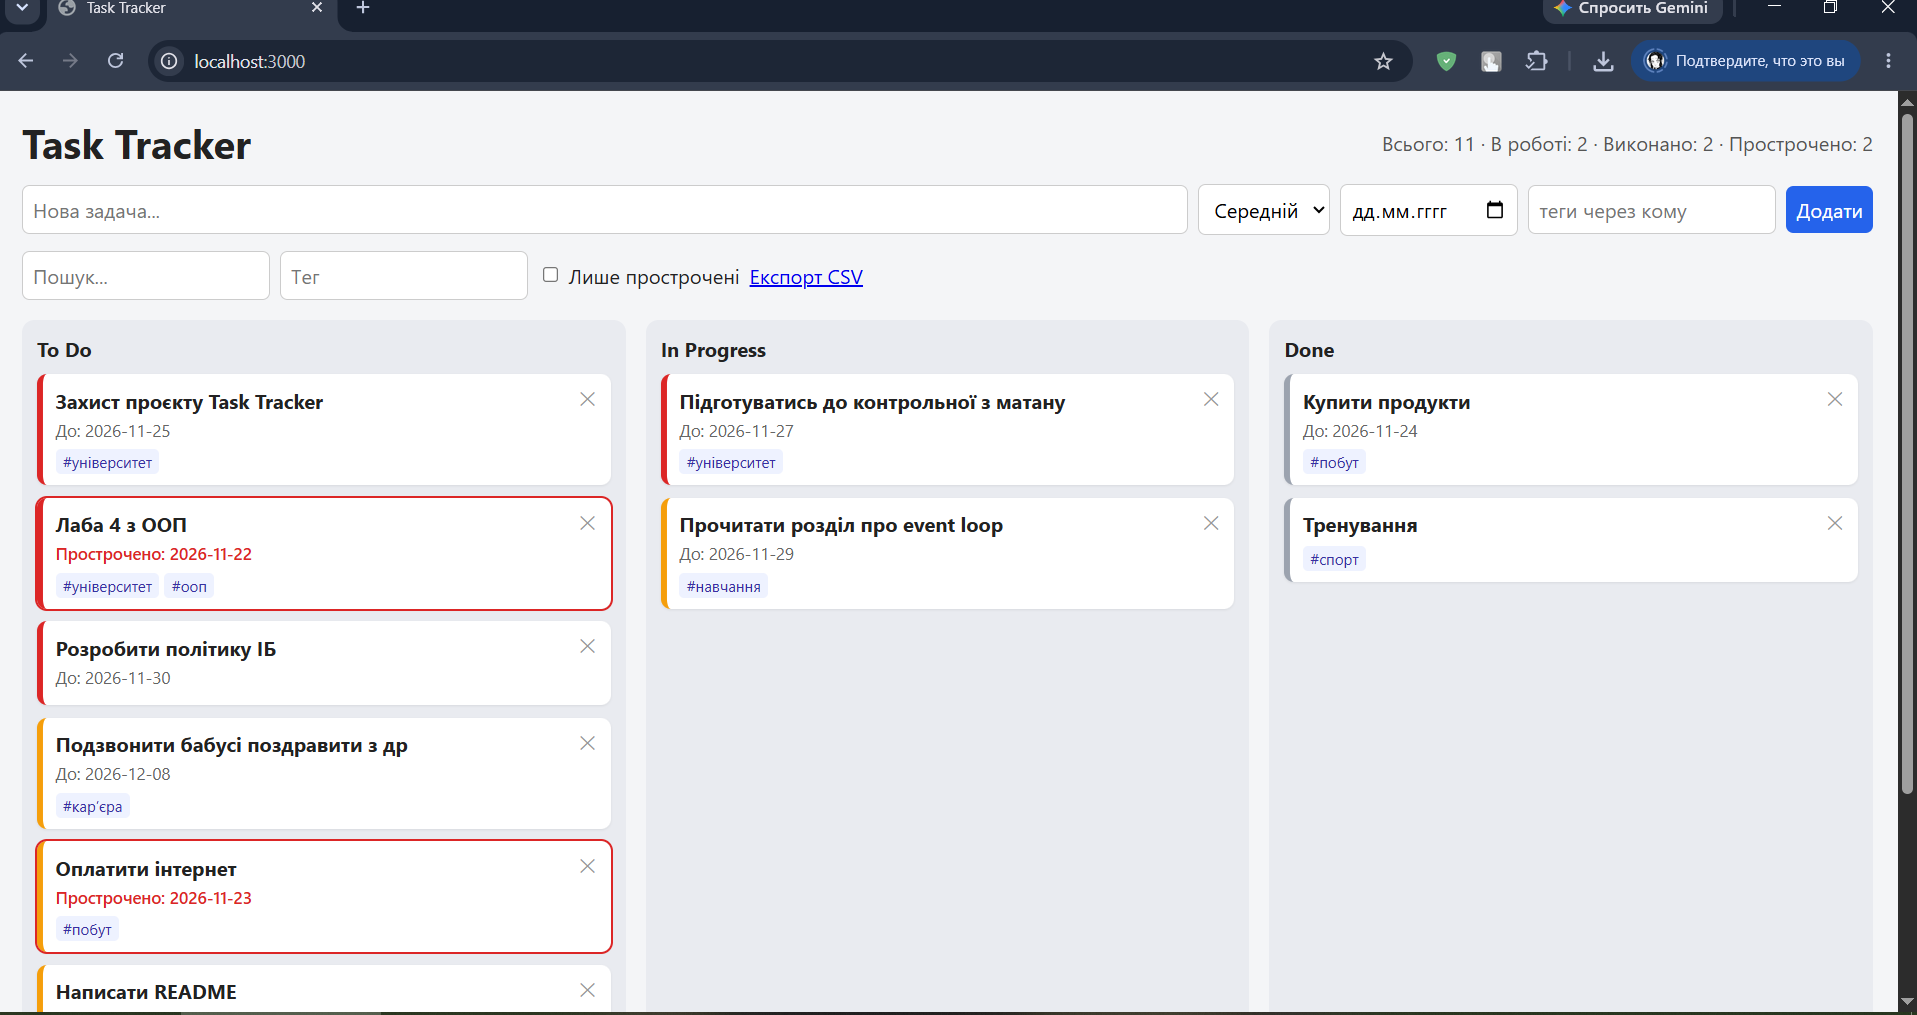 Task Tracker
Спросить Gemini
localhost:3000
Подтвердите, что это вы
Task Tracker
Всього: 11 · В роботі: 2 · Виконано: 2 · Прострочено: 2
Нова задача...
Середній
дд.мм.гггг
теги через кому
Додати
Пошук...
Тег
Лише прострочені
Експорт CSV
To Do
Захист проєкту Task Tracker
До: 2026-11-25
#університет
Лаба 4 з ООП
Прострочено: 2026-11-22
#університет #ооп
Розробити політику ІБ
До: 2026-11-30
Подзвонити бабусі поздравити з др
До: 2026-12-08
#кар'єра
Оплатити інтернет
Прострочено: 2026-11-23
#побут
Написати README
In Progress
Підготуватись до контрольної з матану
До: 2026-11-27
#університет
Прочитати розділ про event loop
До: 2026-11-29
#навчання
Done
Купити продукти
До: 2026-11-24
#побут
Тренування
#спорт